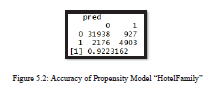 pred
0 1
0 31938 927
1 2176 4903
[1] 0.9223162
Figure 5.2: Accuracy of Propensity Model “HotelFamily”